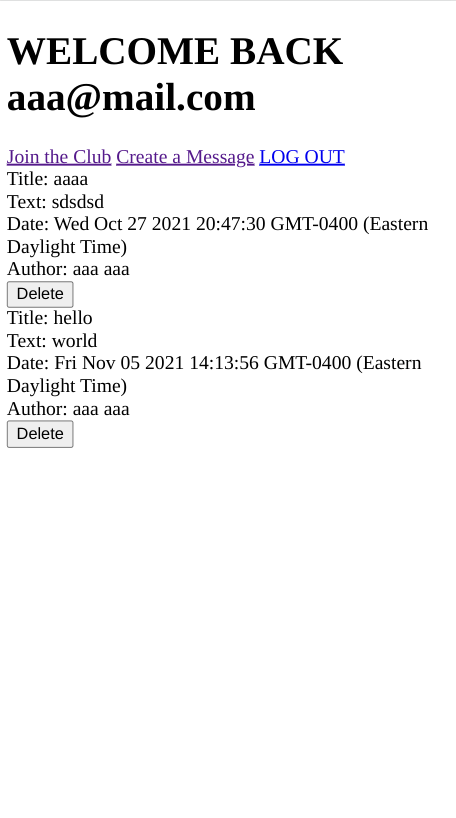 WELCOME BACK
aaa@mail.com
Join the Club Create a Message LOG OUT
Title: aaaa
Text: sdsdsd
Date: Wed Oct 27 2021 20:47:30 GMT-0400 (Eastern
Daylight Time)
Author: aaa aaa
Delete
Title: hello
Text: world
Date: Fri Nov 05 2021 14:13:56 GMT-0400 (Eastern
Daylight Time)
Author: aaa aaa
Delete